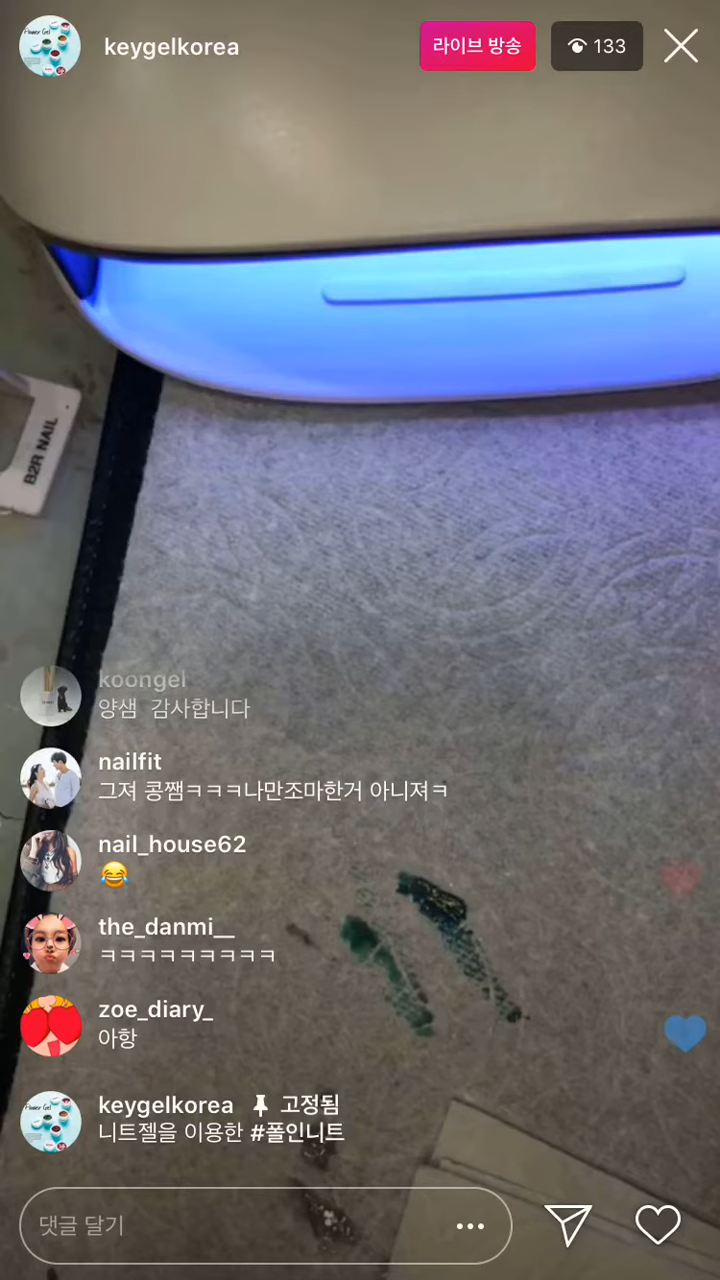 keygelkorea
라이브 방송
133
B2R NAIL
koongel
양샘 감사합니다
nailfit
그져 콩쨈ㅋㅋㅋ나만조마한거 아니져ㅋ
nail_house62
😂
the_danmi__
ㅋㅋㅋㅋㅋㅋㅋㅋㅋ
zoe_diary_
아항
keygelkorea 고정됨
니트젤을 이용한 #폴인니트
댓글 달기